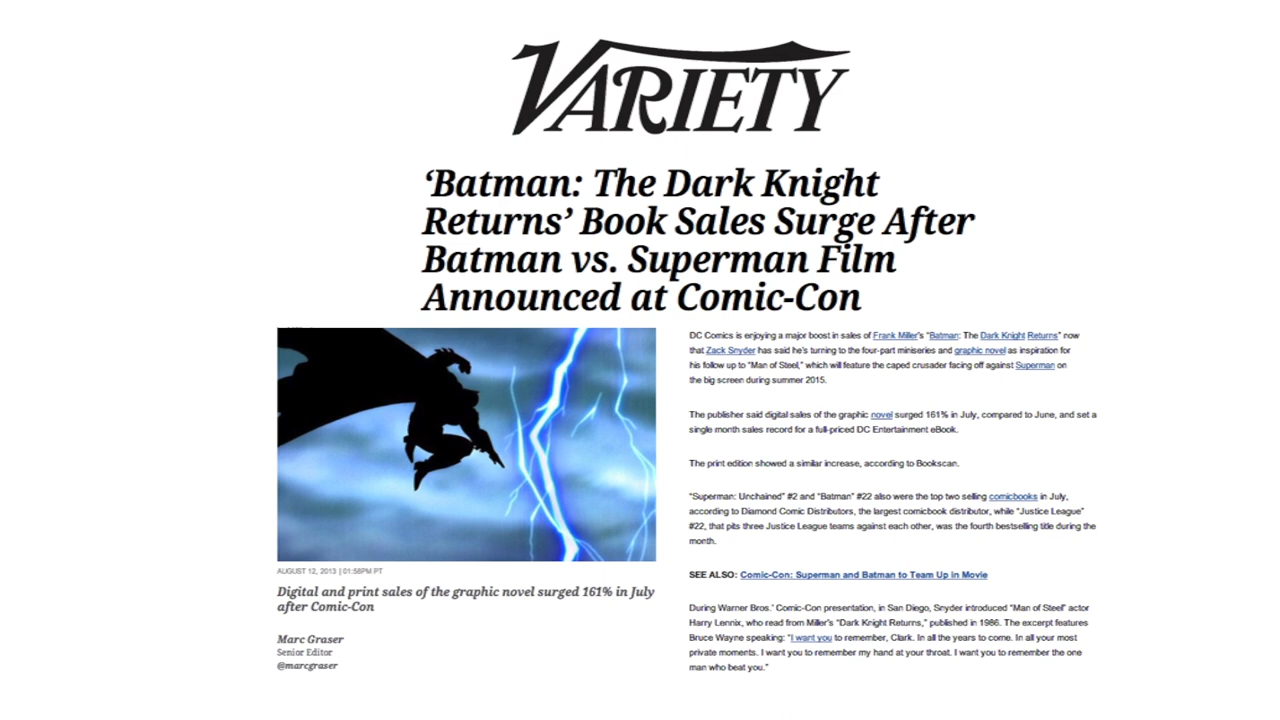 VARIETY
‘Batman: The Dark Knight
Returns’ Book Sales Surge After
Batman vs. Superman Film
Announced at Comic-Con
AUGUST 12, 2013 | 01:58PM PT
Digital and print sales of the graphic novel surged 161% in July
after Comic-Con
Marc Graser
Senior Editor
@marcgraser
DC Comics is enjoying a major boost in sales of Frank Miller's “Batman: The Dark Knight Returns” now
that Zack Snyder has said he's turning to the four-part miniseries and graphic novel as inspiration for
his follow up to “Man of Steel,” which will feature the caped crusader facing off against Superman on
the big screen during summer 2015.
The publisher said digital sales of the graphic novel surged 161% in July, compared to June, and set a
single month sales record for a full-priced DC Entertainment eBook.
The print edition showed a similar increase, according to Bookscan.
“Superman: Unchained” #2 and “Batman” #22 also were the top two selling comicbooks in July,
according to Diamond Comic Distributors, the largest comicbook distributor, while “Justice League”
#22, that pits three Justice League teams against each other, was the fourth bestselling title during the
month.
SEE ALSO: Comic-Con: Superman and Batman to Team Up in Movie
During Warner Bros.' Comic-Con presentation, in San Diego, Snyder introduced “Man of Steel” actor
Harry Lennix, who read from Miller's “Dark Knight Returns,” published in 1986. The excerpt features
Bruce Wayne speaking: “I want you to remember, Clark. In all the years to come. In all your most
private moments. I want you to remember my hand at your throat. I want you to remember the one
man who beat you.”